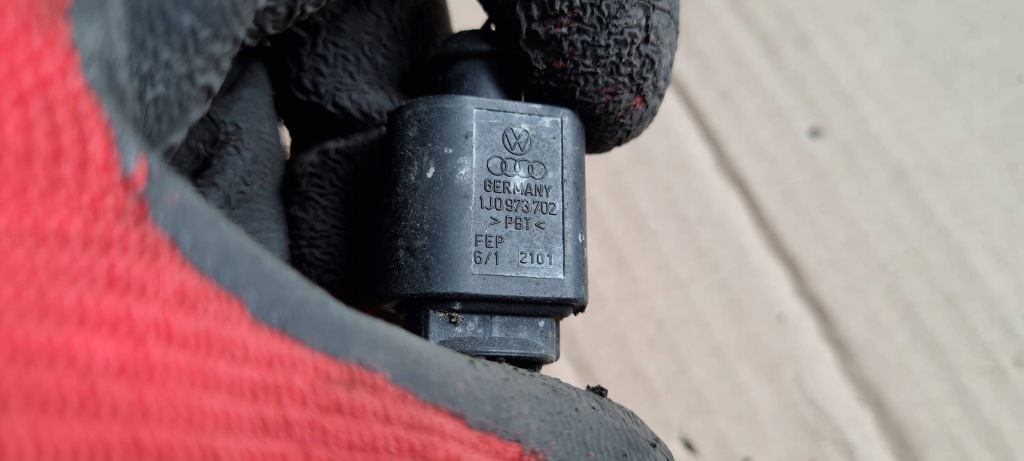 GERMANY
1J0 973 702
> PBT <
FEP
6/1 2101